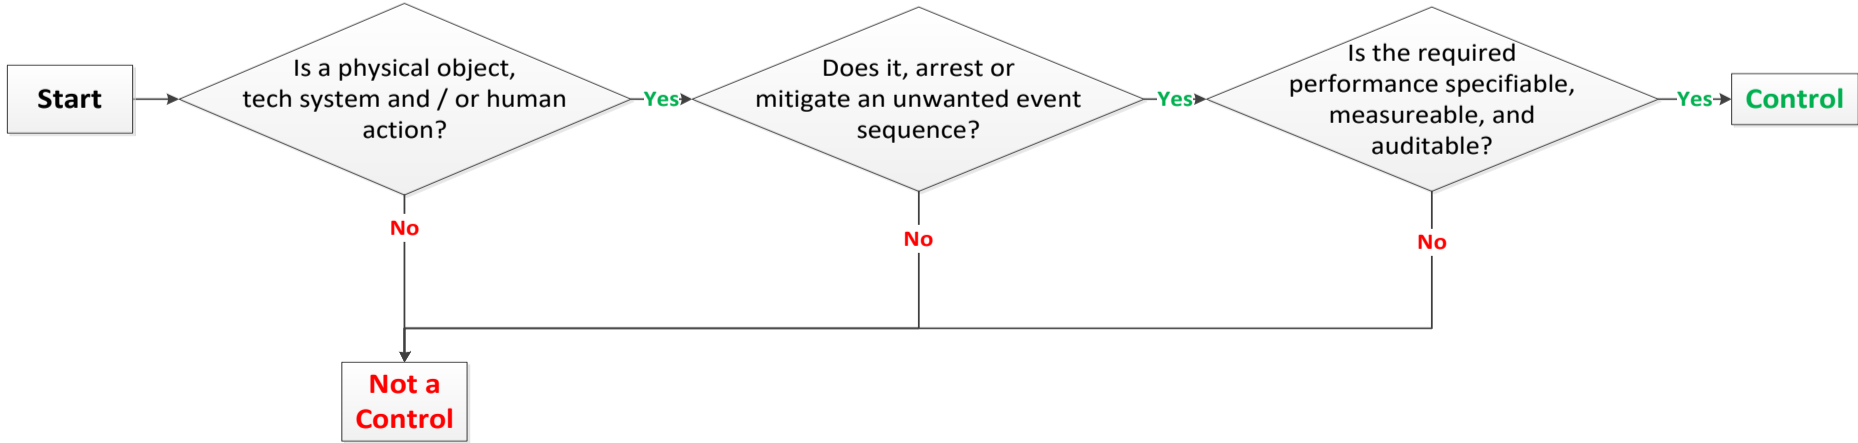 Start
Is a physical object,
tech system and / or human
action?
Yes
Does it, arrest or
mitigate an unwanted event
sequence?
Yes
Is the required
performance specifiable,
measureable, and
auditable?
Yes
Control
No
No
No
Not a
Control